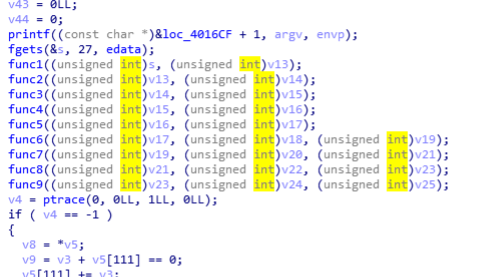 v43 = 0LL;
v44 = 0;
printf((const char *)&loc_4016CF + 1, argv, envp);
fgets(&s, 27, edata);
func1((unsigned int)s, (unsigned int)v13);
func2((unsigned int)v13, (unsigned int)v14);
func3((unsigned int)v14, (unsigned int)v15);
func4((unsigned int)v15, (unsigned int)v16);
func5((unsigned int)v16, (unsigned int)v17);
func6((unsigned int)v17, (unsigned int)v18, (unsigned int)v19);
func7((unsigned int)v19, (unsigned int)v20, (unsigned int)v21);
func8((unsigned int)v21, (unsigned int)v22, (unsigned int)v23);
func9((unsigned int)v23, (unsigned int)v24, (unsigned int)v25);
v4 = ptrace(0, 0LL, 1LL, 0LL);
if ( v4 == -1 )
{
v8 = *v5;
v9 = v3 + v5[111] == 0;
v5[111] += v3;